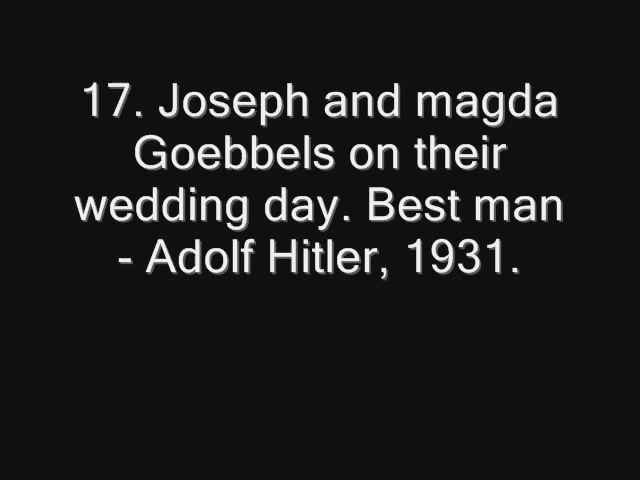 17. Joseph and magda
Goebbels on their
wedding day. Best man
- Adolf Hitler, 1931.